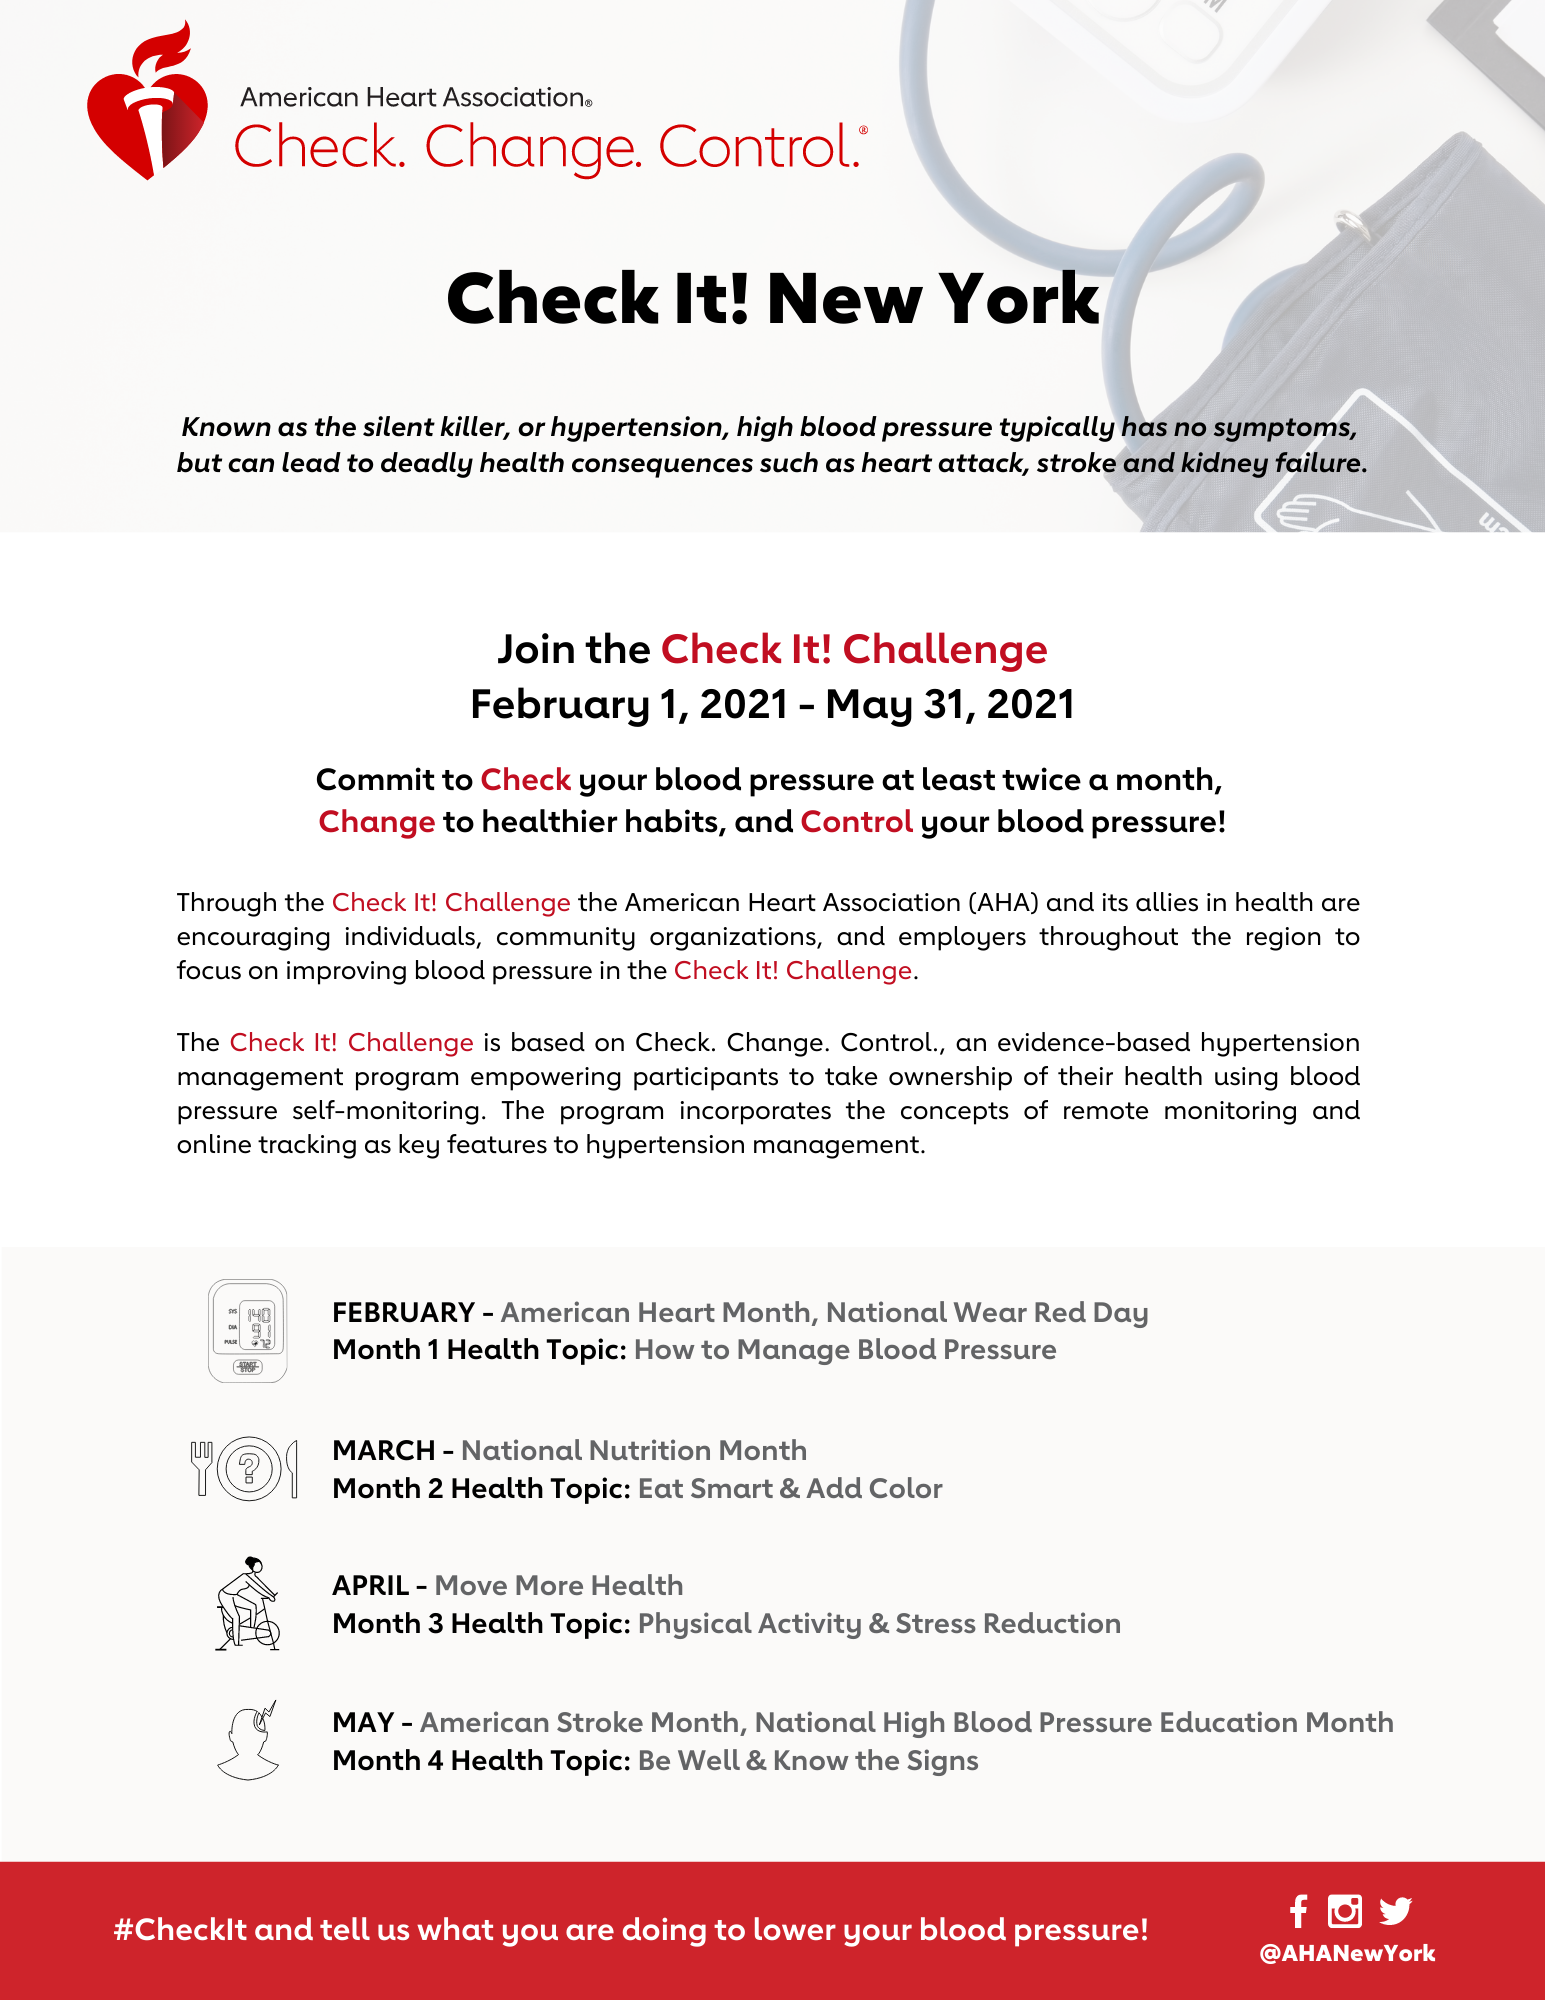 American Heart Association®
Check. Change. Control.®
Check It! New York
Known as the silent killer, or hypertension, high blood pressure typically has no symptoms,
but can lead to deadly health consequences such as heart attack, stroke and kidney failure.
cm
Join the Check It! Challenge
February 1, 2021 - May 31, 2021
Commit to Check your blood pressure at least twice a month,
Change to healthier habits, and Control your blood pressure!
Through the Check It! Challenge the American Heart Association (AHA) and its allies in health are
encouraging individuals, community organizations, and employers throughout the region to
focus on improving blood pressure in the Check It! Challenge.
The Check It! Challenge is based on Check. Change. Control., an evidence-based hypertension
management program empowering participants to take ownership of their health using blood
pressure self-monitoring. The program incorporates the concepts of remote monitoring and
online tracking as key features to hypertension management.
SYS 140
DIA 91
PULSE 72
START
STOP
FEBRUARY - American Heart Month, National Wear Red Day
Month 1 Health Topic: How to Manage Blood Pressure
?
MARCH - National Nutrition Month
Month 2 Health Topic: Eat Smart & Add Color
APRIL - Move More Health
Month 3 Health Topic: Physical Activity & Stress Reduction
MAY - American Stroke Month, National High Blood Pressure Education Month
Month 4 Health Topic: Be Well & Know the Signs
#CheckIt and tell us what you are doing to lower your blood pressure!
@AHANewYork